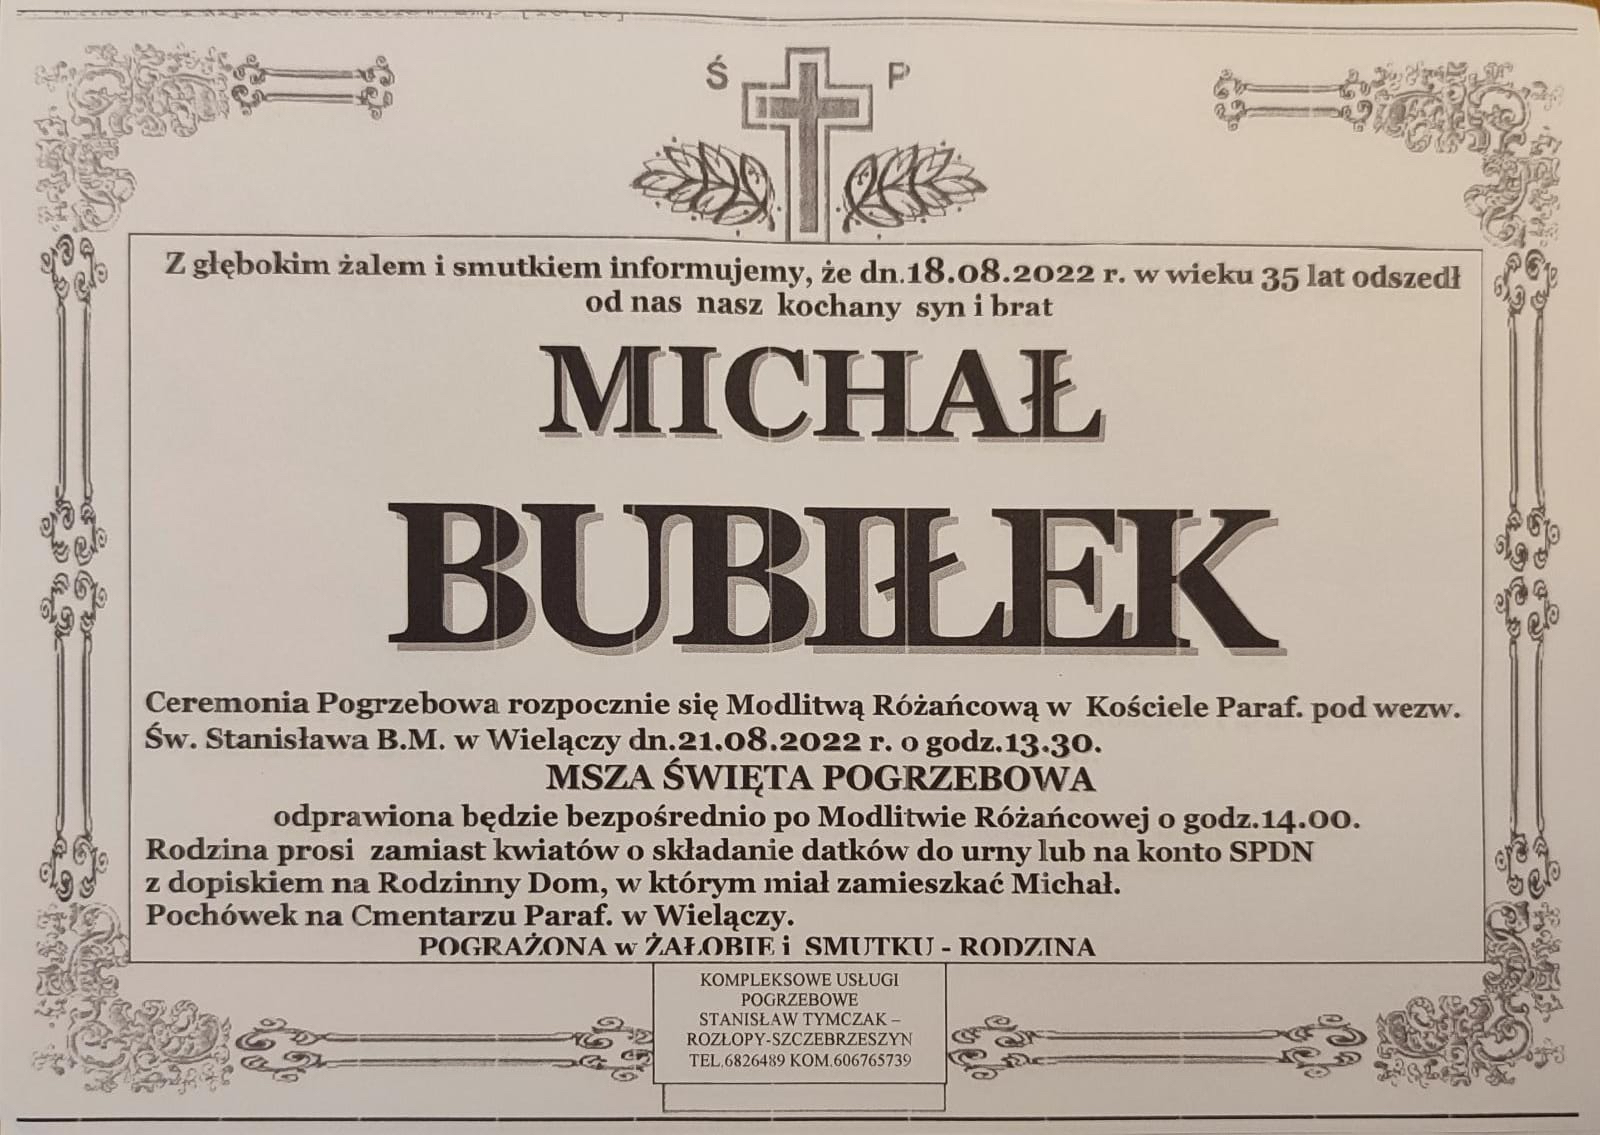 Ś P
Z głębokim żalem i smutkiem informujemy, że dn.18.08.2022 r. w wieku 35 lat odszedł
od nas nasz kochany syn i brat
MICHAŁ
BUBIŁEK
Ceremonia Pogrzebowa rozpocznie się Modlitwą Różańcową w Kościele Paraf. pod wezw.
Św. Stanisława B.M. w Wielączy dn.21.08.2022 r. o godz.13.30.
MSZA ŚWIĘTA POGRZEBOWA
odprawiona będzie bezpośrednio po Modlitwie Różańcowej o godz.14.00.
Rodzina prosi zamiast kwiatów o składanie datków do urny lub na konto SPDN
z dopiskiem na Rodzinny Dom, w którym miał zamieszkać Michał.
Pochówek na Cmentarzu Paraf. w Wielączy.
POGRĄŻONA w ŻAŁOBIE i SMUTKU - RODZINA
KOMPLEKSOWE USŁUGI
POGRZEBOWE
STANISŁAW TYMCZAK –
ROZŁOPY-SZCZEBRZESZYN
TEL.6826489 KOM.606765739